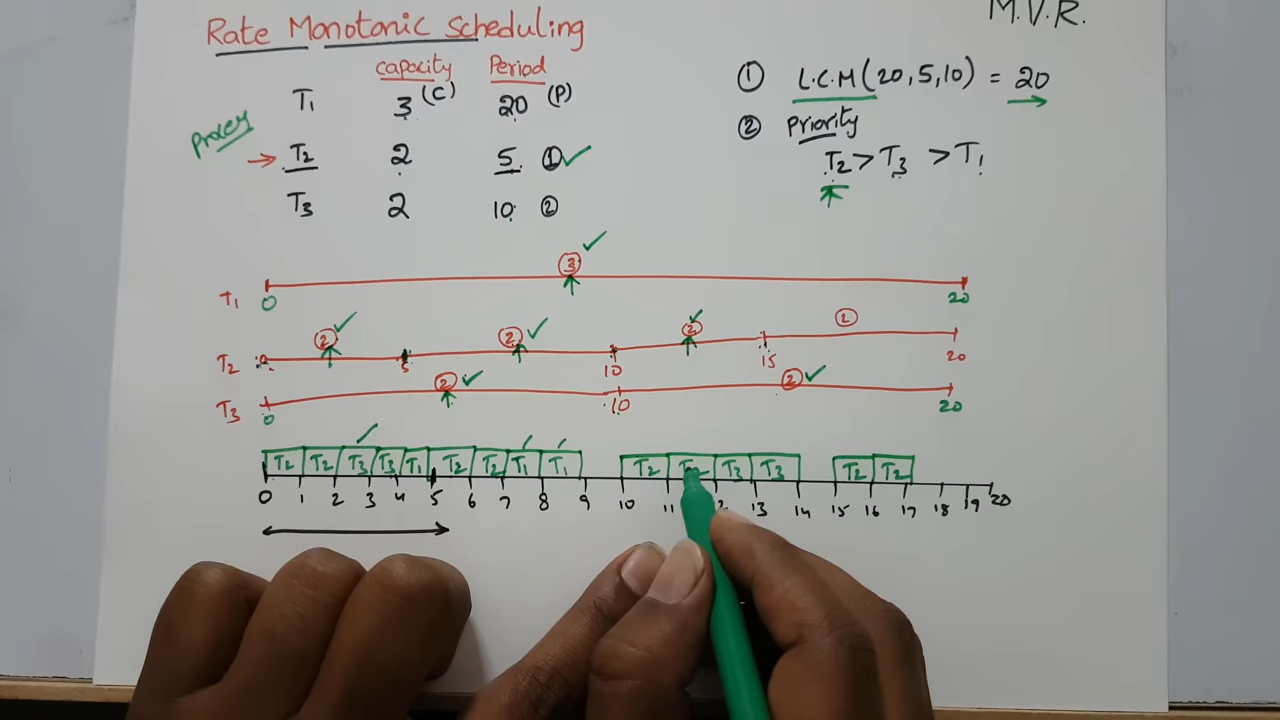 M.V.R.
Rate Monotonic Scheduling
capacity Period
T1 3 (C) 20 (P)
T2 2 5 ①
T3 2 10 ②
① L.C.M(20,5,10) = 20
② Priority
T2 > T3 > T1
3
T1 0 20
2 2 2 2
T2 0 5 10 15 20
2 2
T3 0 10 20
T2 T2 T3 T3 T1 T2 T2 T1 T1 T2 T2 T3 T3 T2 T2
0 1 2 3 4 5 6 7 8 9 10 11 2 13 14 15 16 17 18 19 20